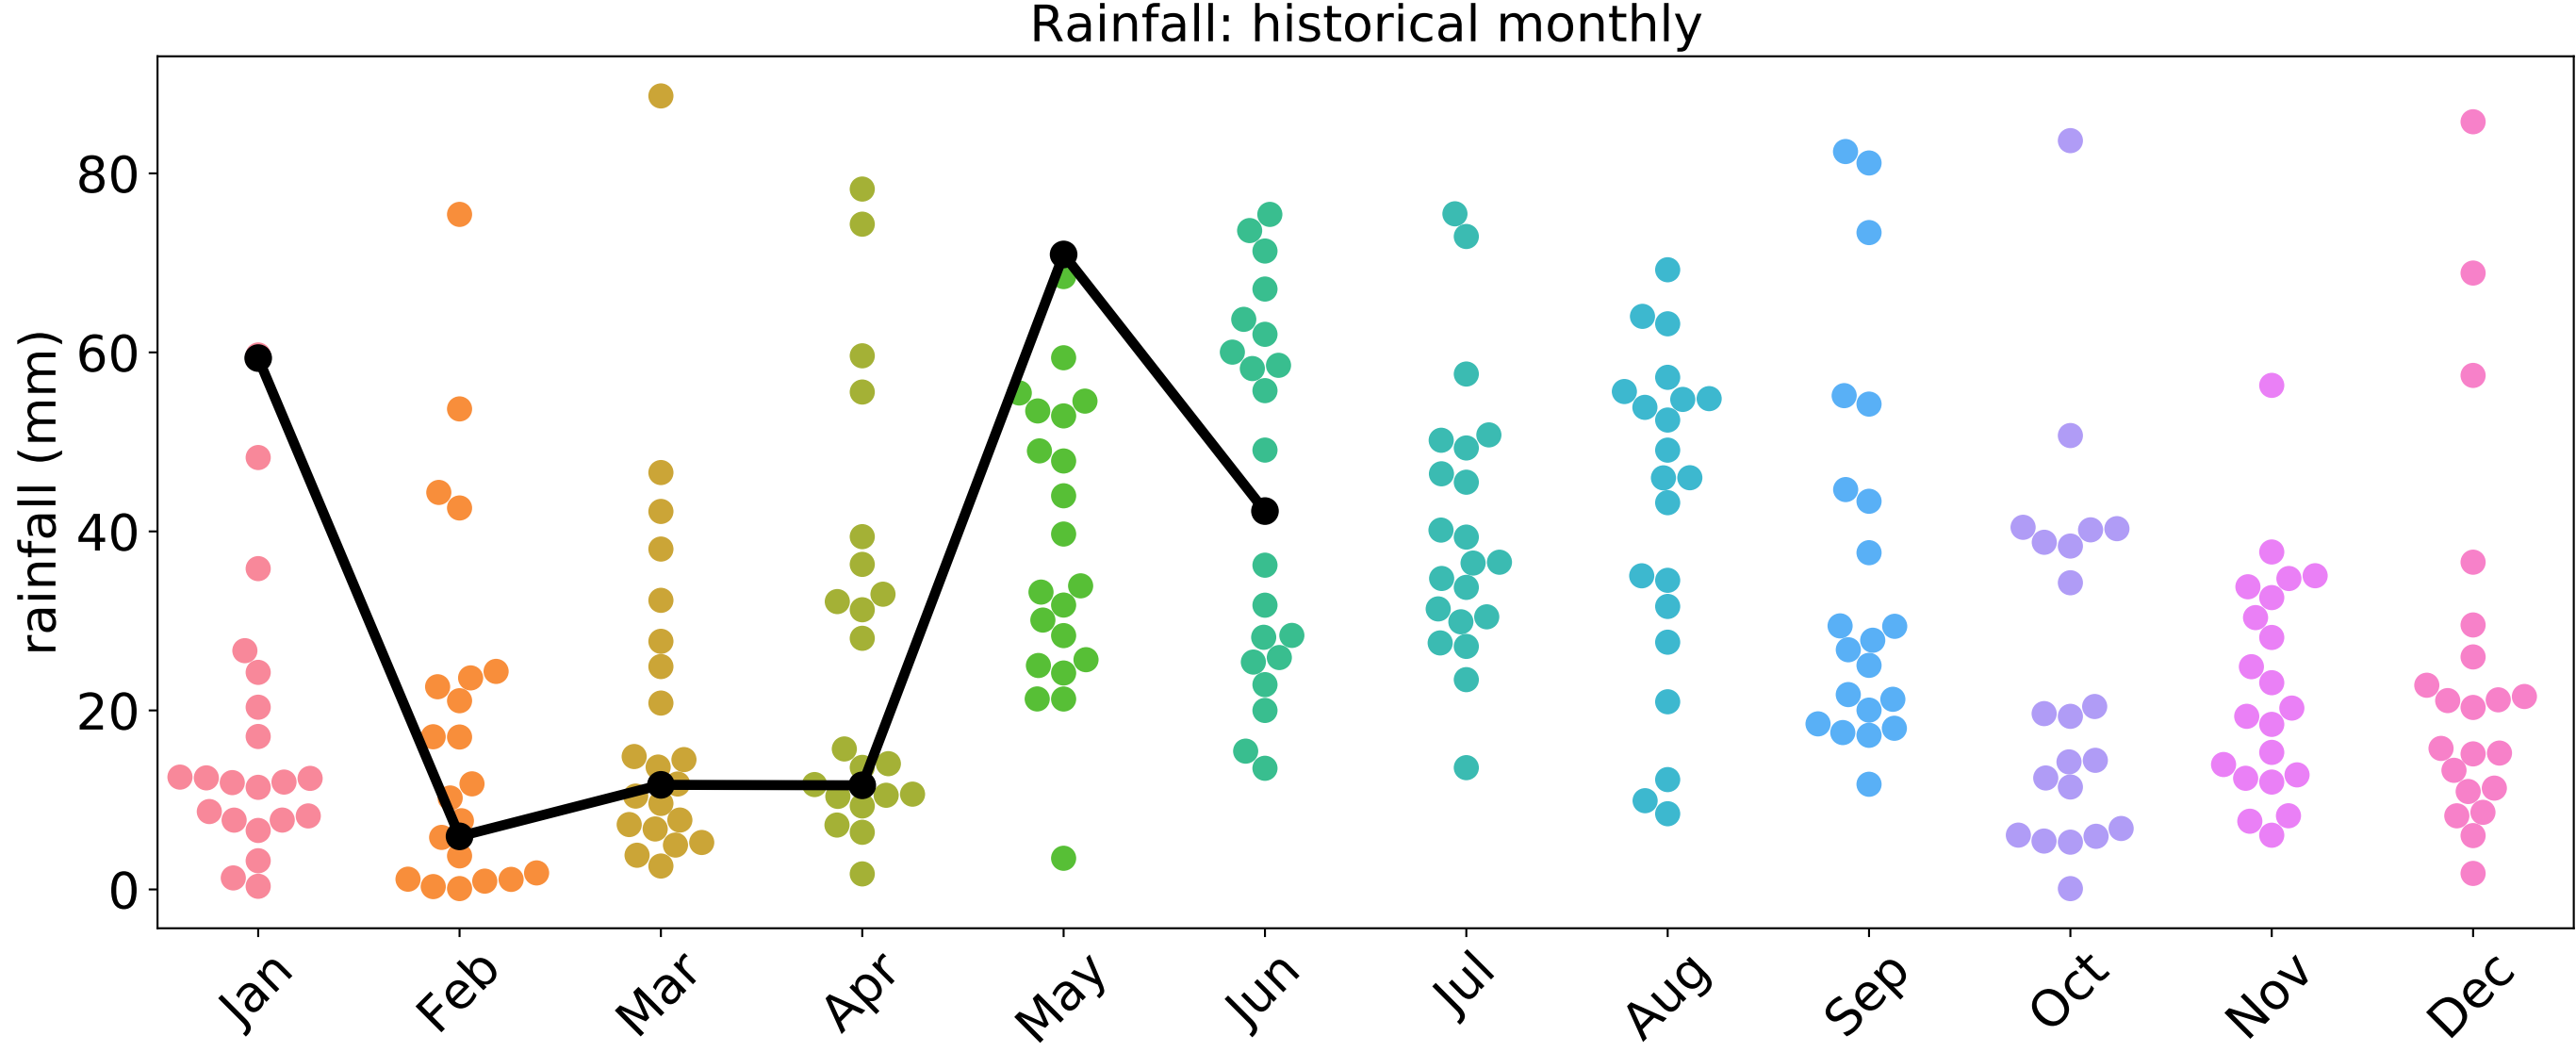 Rainfall: historical monthly
rainfall (mm)
80
60
40
20
0
Jan
Feb
Mar
Apr
May
Jun
Jul
Aug
Sep
Oct
Nov
Dec